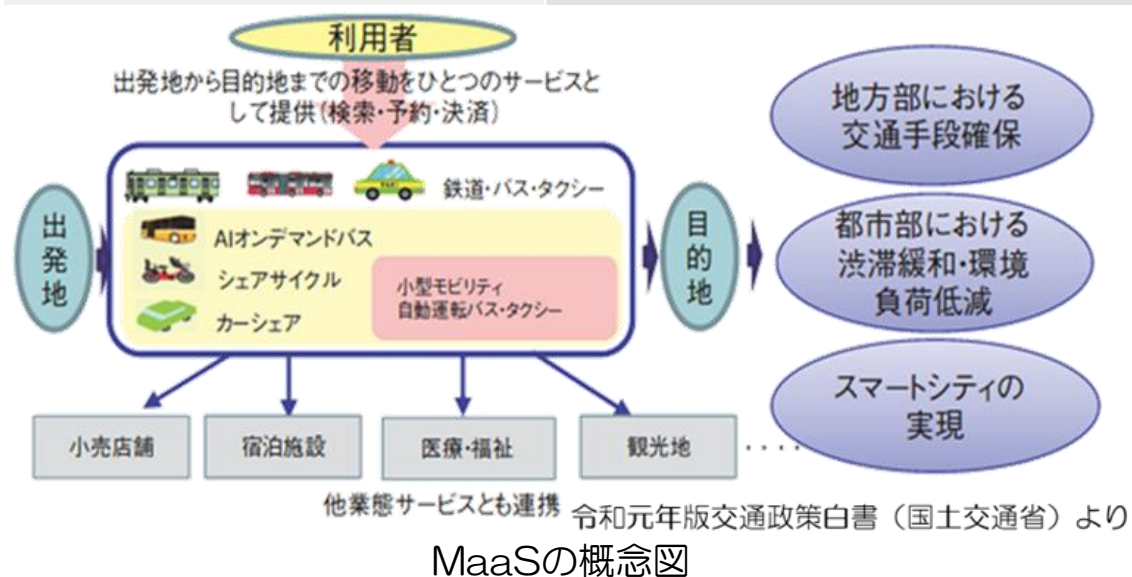 利用者
出発地から目的地までの移動をひとつのサービスと
して提供(検索・予約・決済)
出発地
鉄道・バス・タクシー
AIオンデマンドバス
シェアサイクル
カーシェア
小型モビリティ
自動運転バス・タクシー
目的地
地方部における
交通手段確保
都市部における
渋滞緩和・環境
負荷低減
スマートシティの
実現
小売店舗
宿泊施設
医療・福祉
観光地
・・・・
他業態サービスとも連携
令和元年版交通政策白書（国土交通省）より
MaaSの概念図